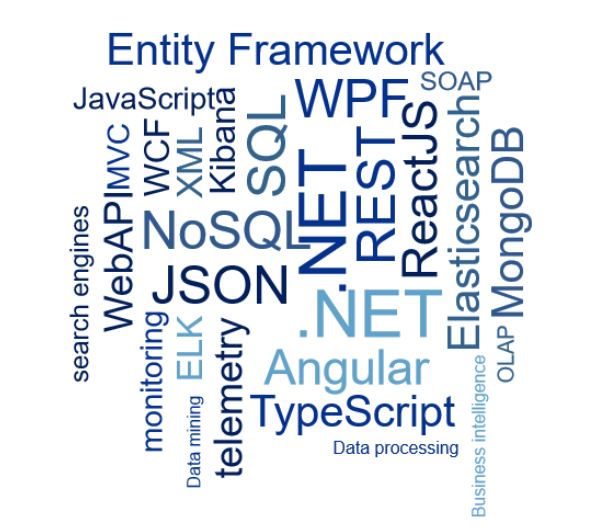 Entity Framework
JavaScript
WPF
SOAP
MVC
WCF
XML
Kibana
SQL
.NET
REST
ReactJS
Elasticsearch
MongoDB
search engines
WebAPI
NoSQL
JSON
.NET
OLAP
monitoring
ELK
telemetry
Angular
TypeScript
Data mining
Data processing
Business intelligence